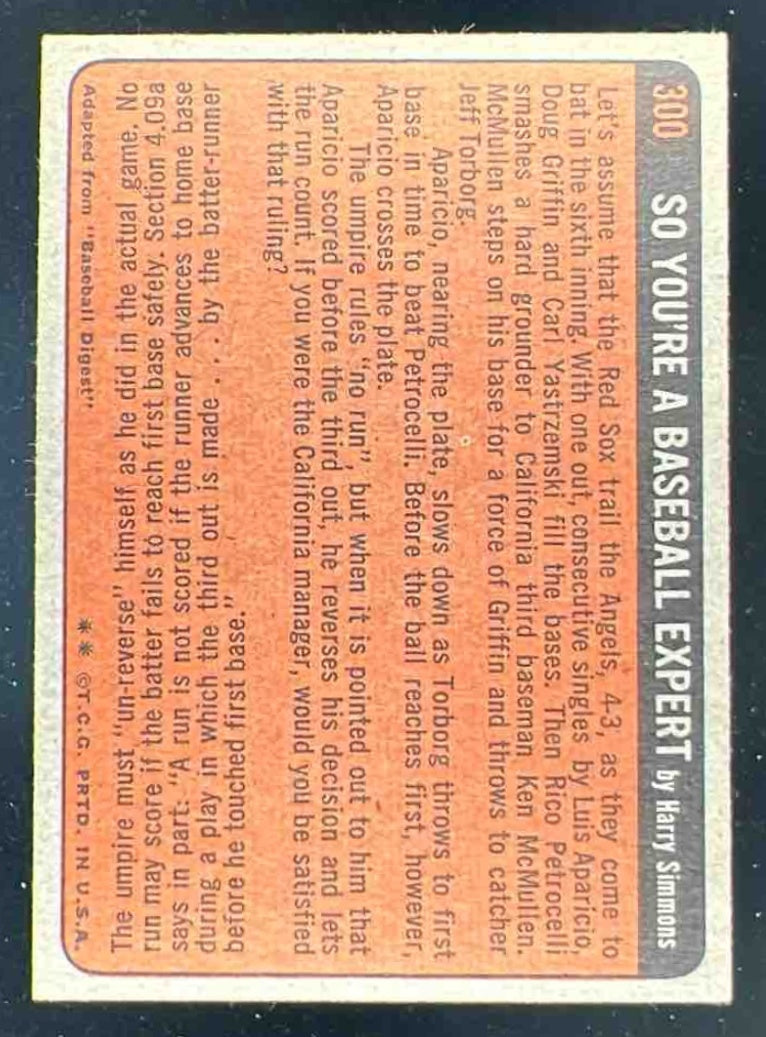 300 SO YOU'RE A BASEBALL EXPERT by Harry Simmons
Let's assume that the Red Sox trail the Angels, 4-3, as they come to
bat in the sixth inning. With one out, consecutive singles by Luis Aparicio,
Doug Griffin and Carl Yastrzemski fill the bases. Then Rico Petrocelli
smashes a hard grounder to California third baseman Ken McMullen.
McMullen steps on his base for a force of Griffin and throws to catcher
Jeff Torborg.
Aparicio, nearing the plate, slows down as Torborg throws to first
base in time to beat Petrocelli. Before the ball reaches first, however,
Aparicio crosses the plate.
The umpire rules "no run", but when it is pointed out to him that
Aparicio scored before the third out, he reverses his decision and lets
the run count. If you were the California manager, would you be satisfied
with that ruling?
The umpire must "un-reverse" himself as he did in the actual game. No
run may score if the batter fails to reach first base safely. Section 4.09a
says in part: "A run is not scored if the runner advances to home base
during a play in which the third out is made . . . by the batter-runner
before he touched first base."
Adapted from "Baseball Digest" ** ©T.C.G. PRTD. IN U.S.A.